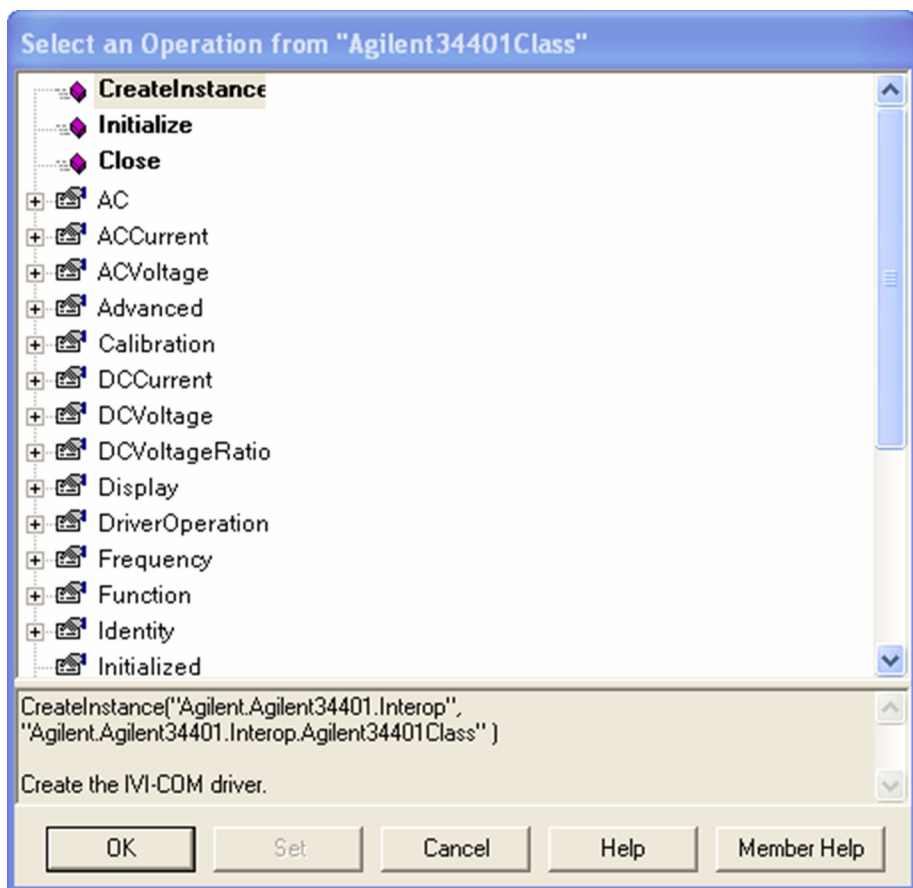 Select an Operation from "Agilent34401Class"
CreateInstance
Initialize
Close
AC
ACCurrent
ACVoltage
Advanced
Calibration
DCCurrent
DCVoltage
DCVoltageRatio
Display
DriverOperation
Frequency
Function
Identity
Initialized
CreateInstance("Agilent.Agilent34401.Interop",
"Agilent.Agilent34401.Interop.Agilent34401Class" )
Create the IVI-COM driver.
OK Set Cancel Help Member Help